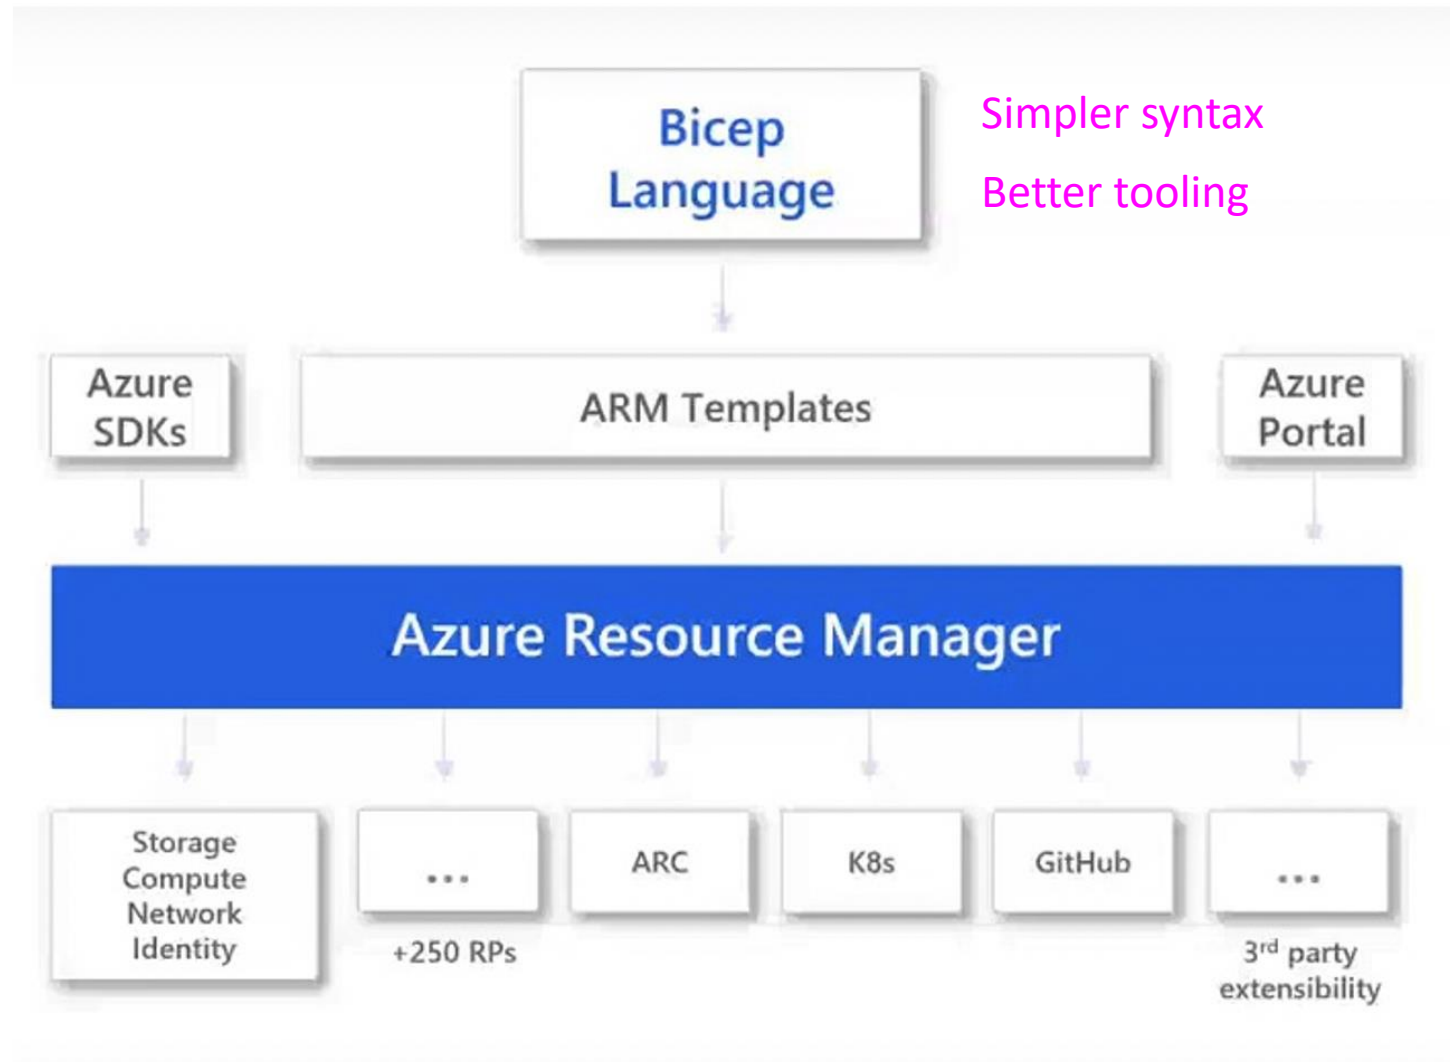 Bicep
Language
Simpler syntax
Better tooling
Azure
SDKs
ARM Templates
Azure
Portal
Azure Resource Manager
Storage
Compute
Network
Identity
...
+250 RPs
ARC
K8s
GitHub
...
3rd party
extensibility